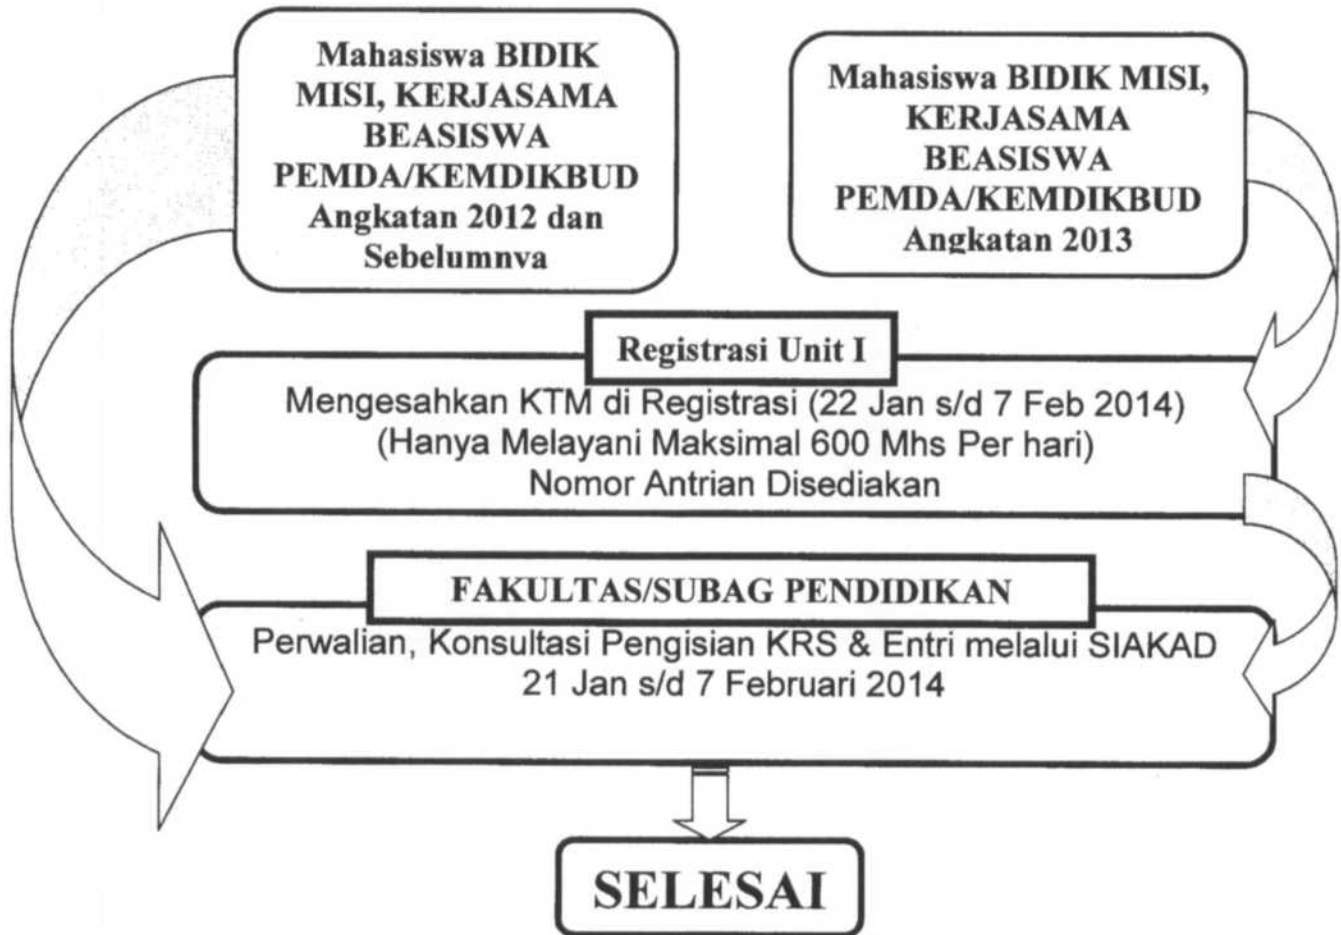 Mahasiswa BIDIK
MISI, KERJASAMA
BEASISWA
PEMDA/KEMDIKBUD
Angkatan 2012 dan
Sebelumnya
Mahasiswa BIDIK MISI,
KERJASAMA
BEASISWA
PEMDA/KEMDIKBUD
Angkatan 2013
Registrasi Unit I
Mengesahkan KTM di Registrasi (22 Jan s/d 7 Feb 2014)
(Hanya Melayani Maksimal 600 Mhs Per hari)
Nomor Antrian Disediakan
FAKULTAS/SUBAG PENDIDIKAN
Perwalian, Konsultasi Pengisian KRS & Entri melalui SIAKAD
21 Jan s/d 7 Februari 2014
SELESAI